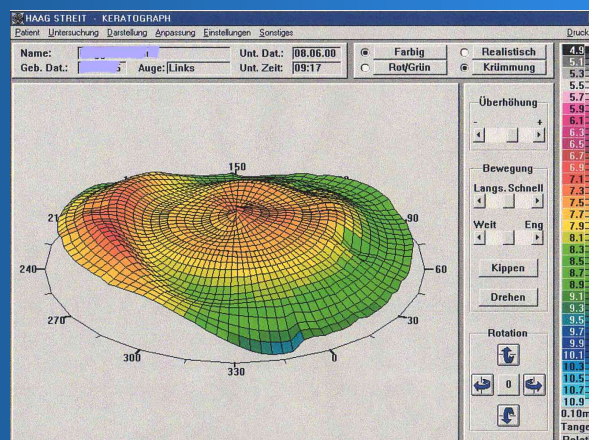 HAAG STREIT - KERATOGRAPH
Patient Untersuchung Darstellung Anpassung Einstellungen Sonstiges Druck
Name: Unt. Dat.: 08.06.00
Geb. Dat.: Auge: Links Unt. Zeit: 09:17
Farbig Realistisch
Rot/Grün Krümmung
Überhöhung
- +
Bewegung
Langs. Schnell
Weit Eng
Kippen
Drehen
Rotation
0
150
90
60
30
0
330
300
270
240
4.9
5.1
5.3
5.5
5.7
5.9
6.1
6.3
6.5
6.7
6.9
7.1
7.3
7.5
7.7
7.9
8.1
8.3
8.5
8.7
8.9
9.1
9.3
9.5
9.7
9.9
10.1
10.3
10.5
10.7
10.9
0.10m
Tange